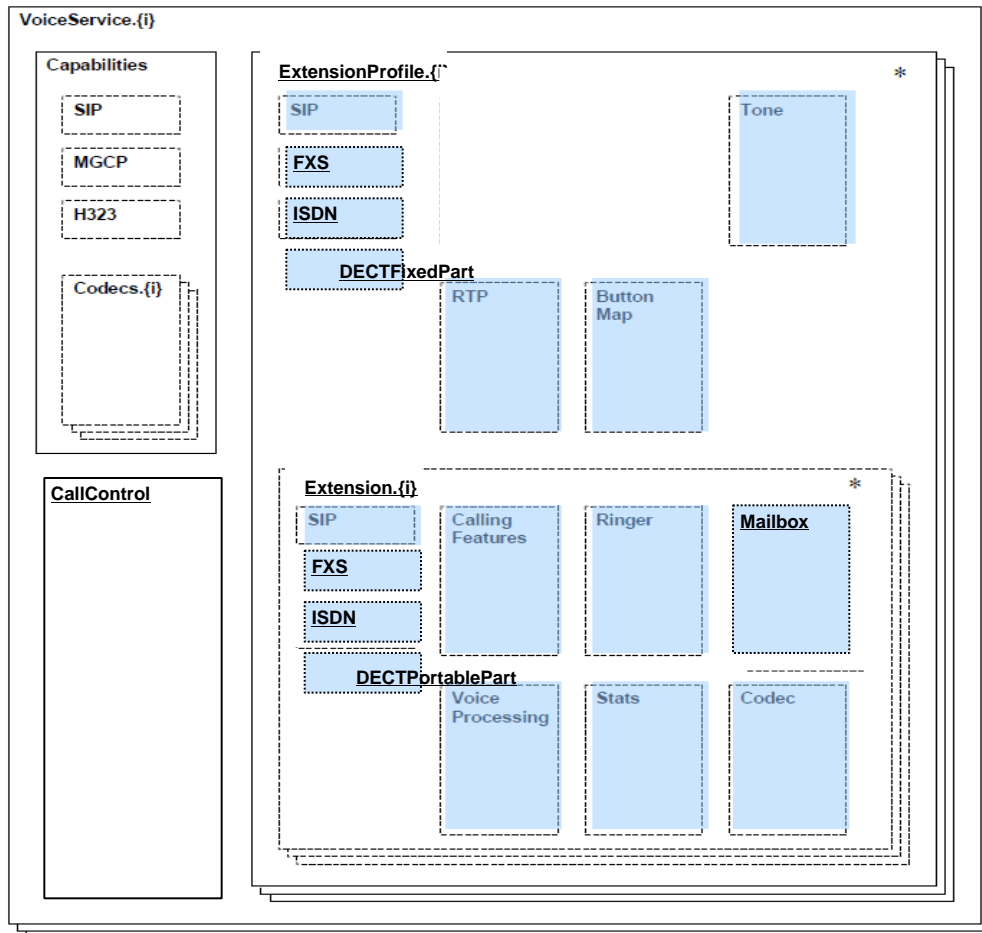 VoiceService.{i}
Capabilities
SIP
MGCP
H323
Codecs.{i}
CallControl
ExtensionProfile.{i
*
SIP
FXS
ISDN
DECTFixedPart
Tone
RTP
Button
Map
Extension.{i}
*
SIP
FXS
ISDN
DECTPortablePart
Calling
Features
Ringer
Mailbox
Voice
Processing
Stats
Codec